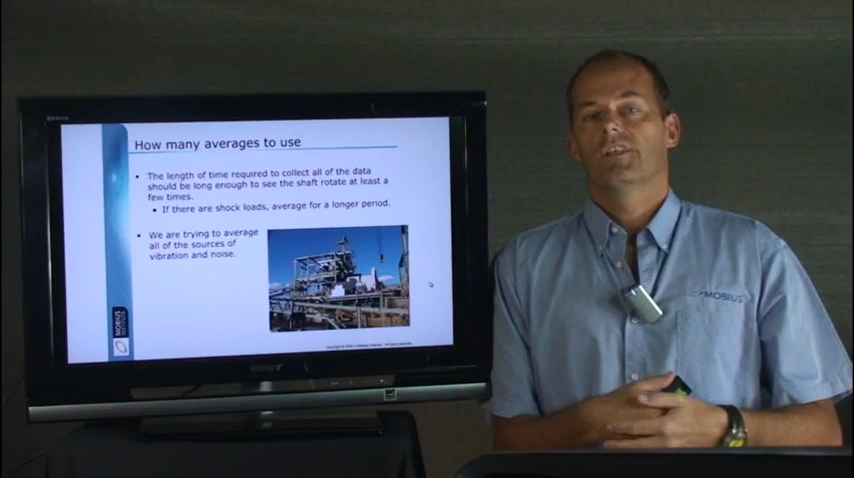 BRAVIA
How many averages to use
• The length of time required to collect all of the data
should be long enough to see the shaft rotate at least a
few times.
• If there are shock loads, average for a longer period.
• We are trying to average
all of the sources of
vibration and noise.
MOBIUS
SONY
MOBIUS